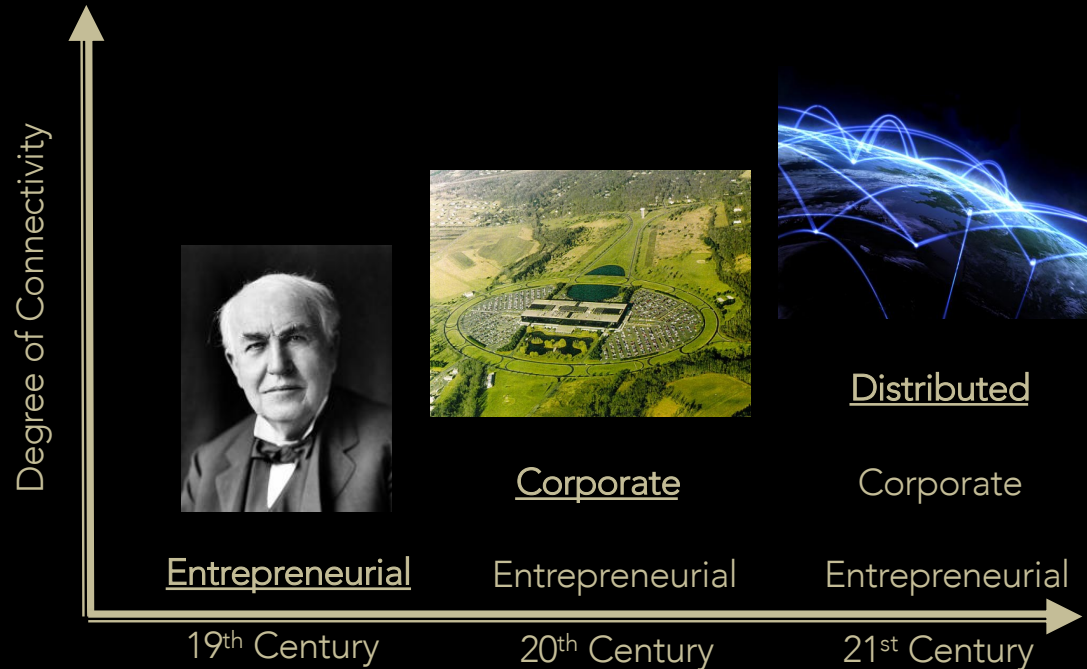 Degree of Connectivity
Distributed
Corporate
Corporate
Entrepreneurial
Entrepreneurial
Entrepreneurial
19th Century
20th Century
21st Century